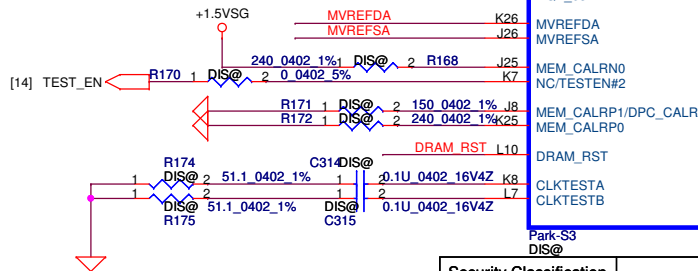 +1.5VSG
MVREFDA K26 MVREFDA
MVREFSA J26 MVREFSA
240_0402_1% 1 DIS@ 2 R168 J25 MEM_CALRN0
[14] TEST_EN R170 1 DIS@ 2 0_0402_5% K7 NC/TESTEN#2
R171 1 DIS@ 2 150_0402_1% J8 MEM_CALRP1/DPC_CALR
R172 1 DIS@ 2 240_0402_1% K25 MEM_CALRP0
DRAM_RST L10 DRAM_RST
R174 C314 DIS@
1 DIS@ 2 51.1_0402_1% 1 2 0.1U_0402_16V4Z K8 CLKTESTA
1 DIS@ 2 51.1_0402_1% 1 2 0.1U_0402_16V4Z L7 CLKTESTB
R175 DIS@ C315
Park-S3
DIS@
Security Classification